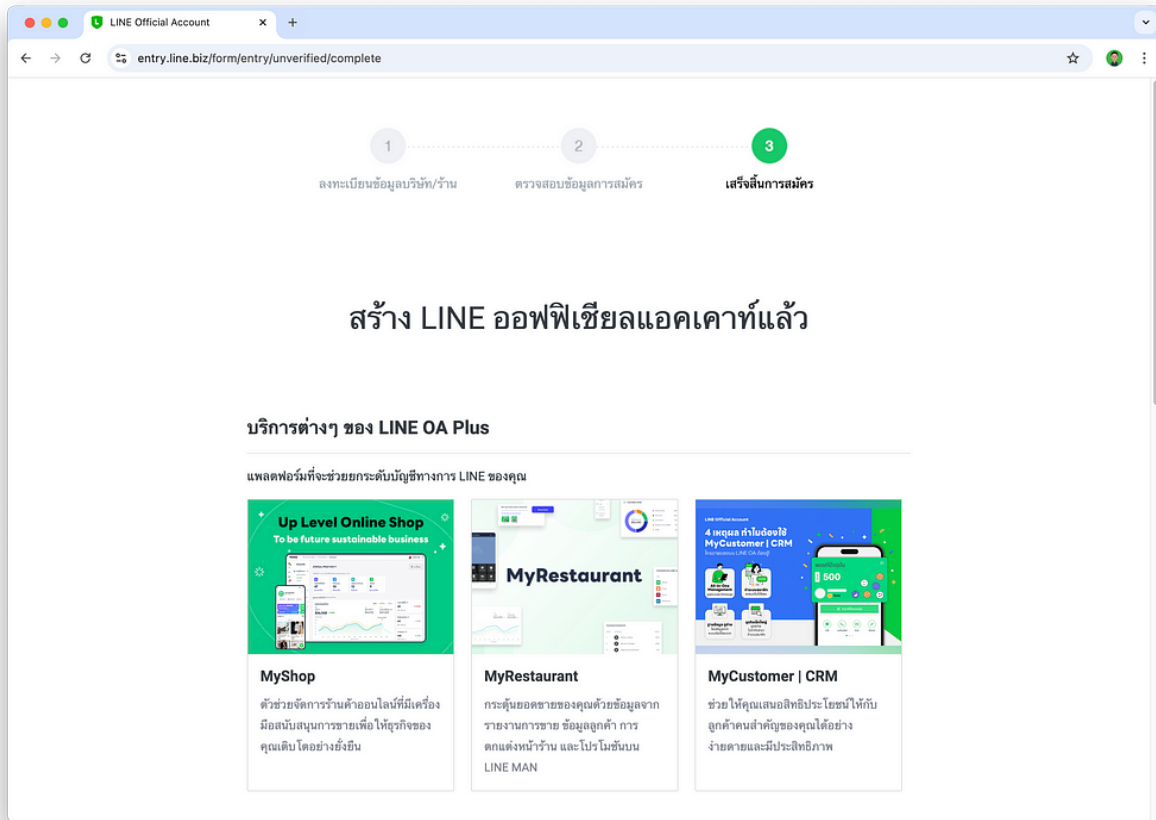 LINE Official Account
entry.line.biz/form/entry/unverified/complete
1
2
3
ลงทะเบียนข้อมูลบริษัท/ร้าน
ตรวจสอบข้อมูลการสมัคร
เสร็จสิ้นการสมัคร
สร้าง LINE ออฟฟิเชียลแอคเคาท์แล้ว
บริการต่างๆ ของ LINE OA Plus
แพลตฟอร์มที่จะช่วยยกระดับบัญชีทางการ LINE ของคุณ
Up Level Online Shop
To be future sustainable business
MyShop
ตัวช่วยจัดการร้านค้าออนไลน์ที่มีเครื่อง
มือสนับสนุนการขายเพื่อให้ธุรกิจของ
คุณเติบโตอย่างยั่งยืน
MyRestaurant
MyRestaurant
กระตุ้นยอดขายของคุณด้วยข้อมูลจาก
รายงานการขาย ข้อมูลลูกค้า การ
ตกแต่งหน้าร้าน และโปรโมชันบน
LINE MAN
LINE Official Account
4 เหตุผล ทำไมต้องใช้
MyCustomer | CRM
All-in-One
Management
500
MyCustomer | CRM
ช่วยให้คุณเสนอสิทธิประโยชน์ให้กับ
ลูกค้าคนสำคัญของคุณได้อย่าง
ง่ายดายและมีประสิทธิภาพ